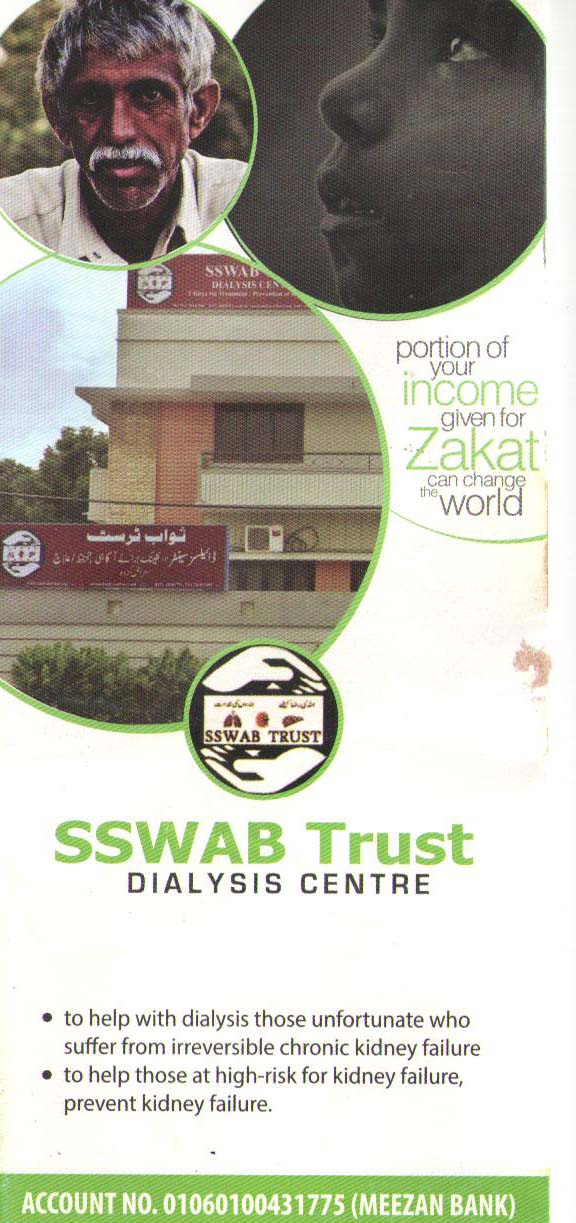 SSWAB
DIALYSIS CEN
ثواب ٹرسٹ
portion of
your
income
given for
Zakat
can change
the world
SSWAB TRUST
SSWAB Trust
DIALYSIS CENTRE
• to help with dialysis those unfortunate who
suffer from irreversible chronic kidney failure
• to help those at high-risk for kidney failure,
prevent kidney failure.
ACCOUNT NO. 01060100431775 (MEEZAN BANK)